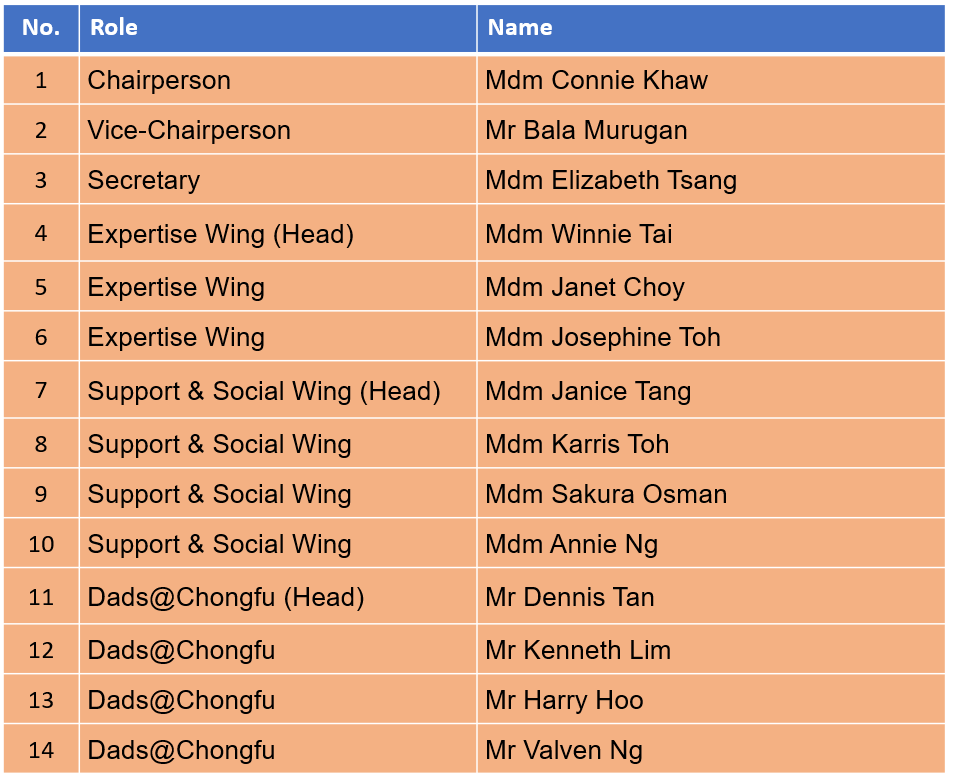 No. Role Name
1 Chairperson Mdm Connie Khaw
2 Vice-Chairperson Mr Bala Murugan
3 Secretary Mdm Elizabeth Tsang
4 Expertise Wing (Head) Mdm Winnie Tai
5 Expertise Wing Mdm Janet Choy
6 Expertise Wing Mdm Josephine Toh
7 Support & Social Wing (Head) Mdm Janice Tang
8 Support & Social Wing Mdm Karris Toh
9 Support & Social Wing Mdm Sakura Osman
10 Support & Social Wing Mdm Annie Ng
11 Dads@Chongfu (Head) Mr Dennis Tan
12 Dads@Chongfu Mr Kenneth Lim
13 Dads@Chongfu Mr Harry Hoo
14 Dads@Chongfu Mr Valven Ng